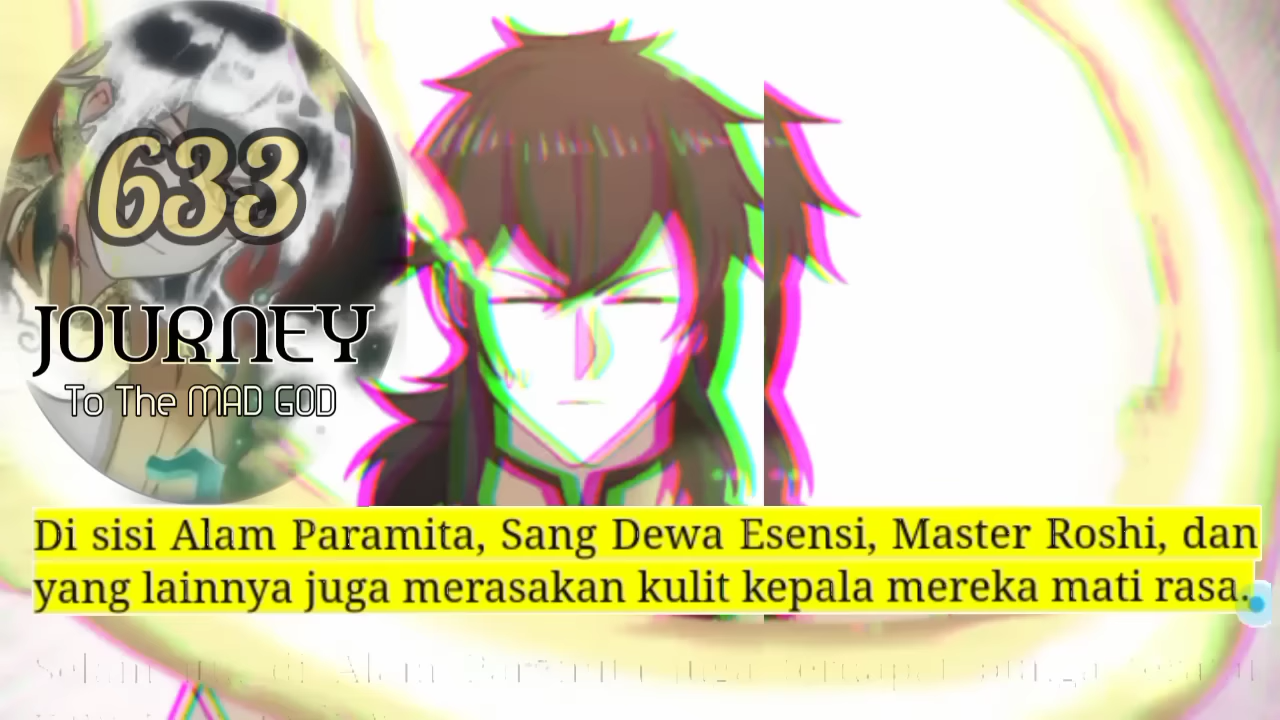 633
JOURNEY
To The MAD GOD
Di sisi Alam Paramita, Sang Dewa Esensi, Master Roshi, dan
yang lainnya juga merasakan kulit kepala mereka mati rasa.